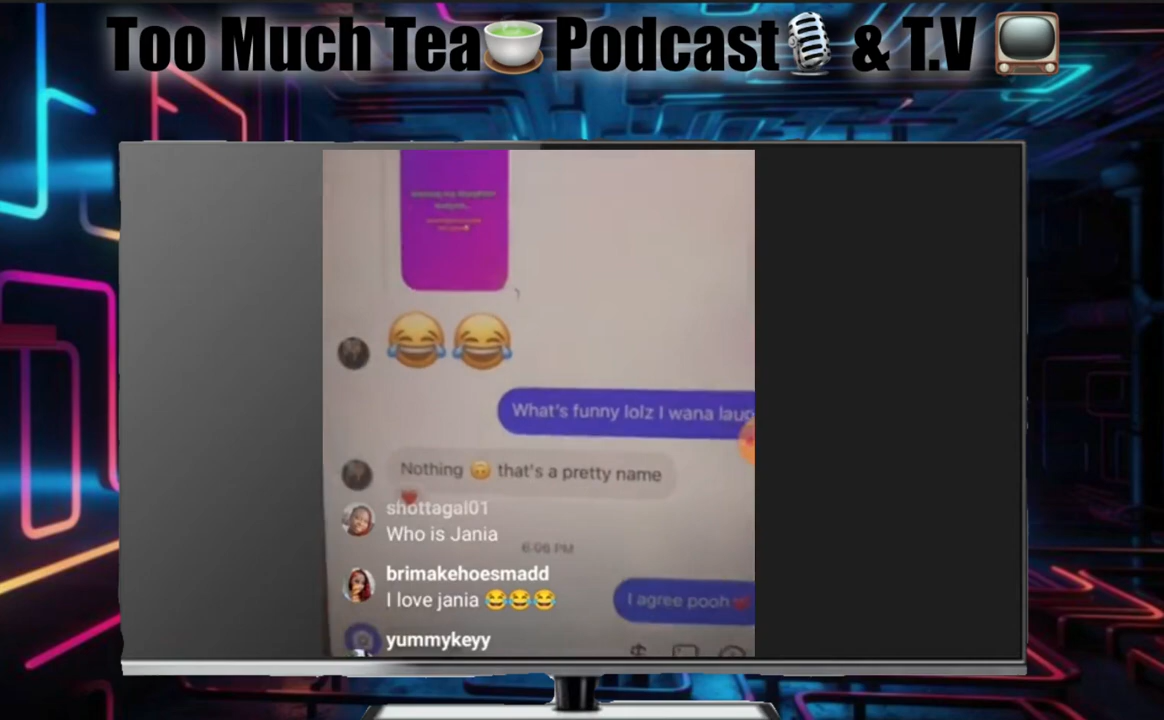 Too Much Tea🍵 Podcast🎙️ & T.V 📺
😂😂
What's funny lolz I wana
Nothing 🙃 that's a pretty name
shottagal01
Who is Jania
6:06 PM
brimakehoesmadd
I love jania 😂😂😂
I agree pooh❤️
yummykeyy